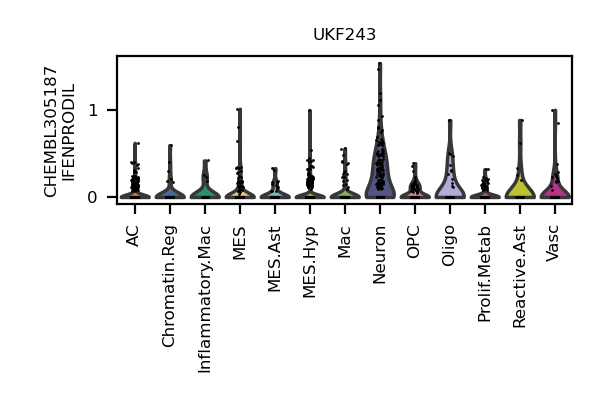 UKF243
CHEMBL305187
IFENPRODIL
1
0
AC
Chromatin.Reg
Inflammatory.Mac
MES
MES.Ast
MES.Hyp
Mac
Neuron
OPC
Oligo
Prolif.Metab
Reactive.Ast
Vasc